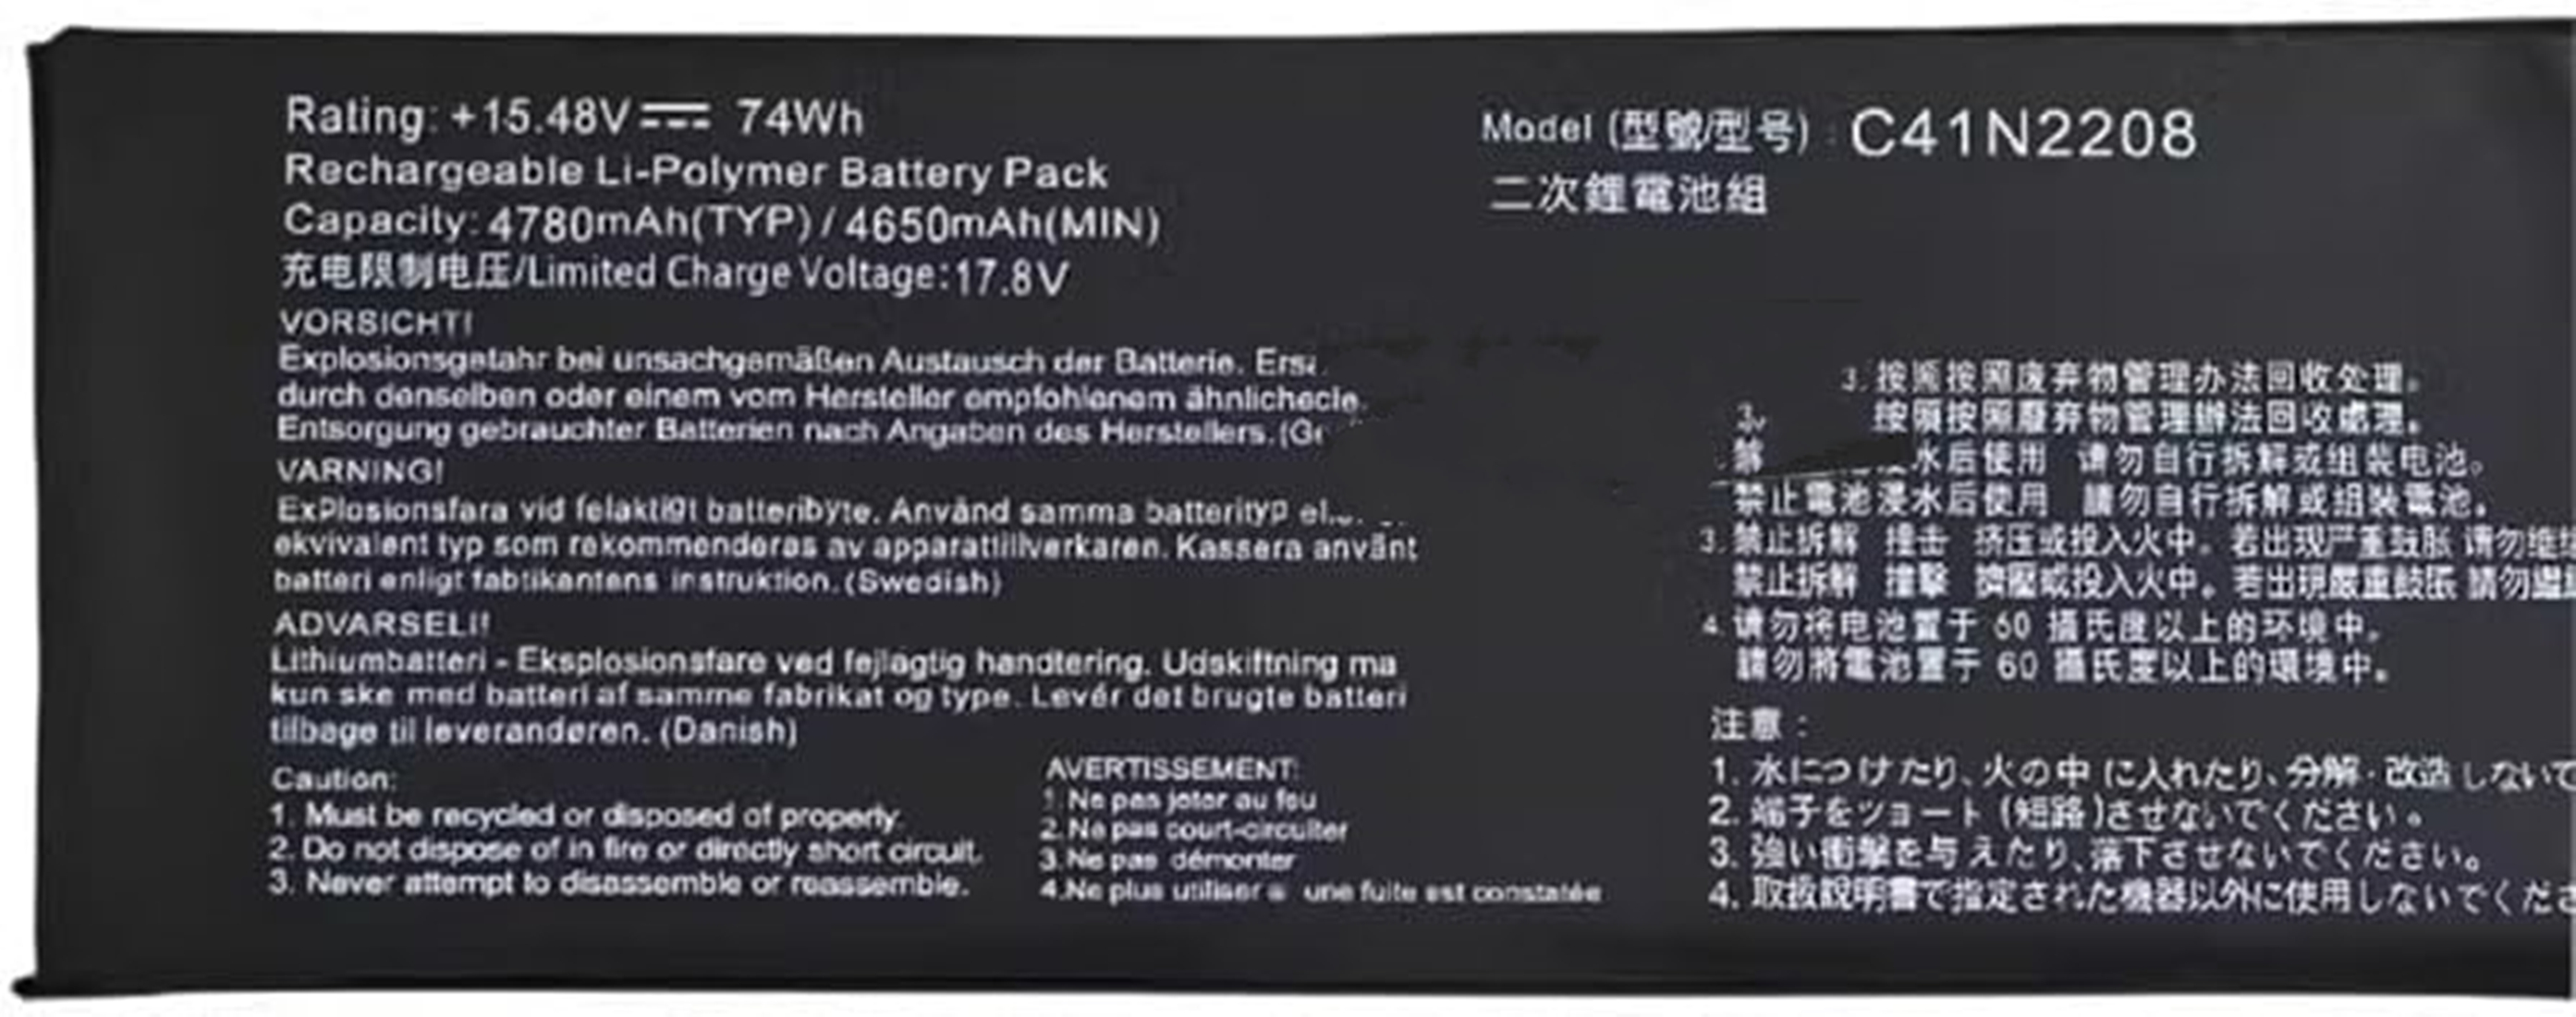 Rating: +15.48V⎓ 74Wh
Rechargeable Li-Polymer Battery Pack
Capacity: 4780mAh(TYP) / 4650mAh(MIN)
充电限制电压/Limited Charge Voltage:17.8V
VORSICHT!
Explosionsgetahr bei unsachgemäßen Austausch der Batterie.
durch denselben oder einem vom Hersteller empfohlenem
Entsorgung gebrauchter Batterien nach Angaben des Herstellers.
VARNING!
Explosionsfara vid felaktigt batteribyte. Använd samma batterityp
ekvivalent typ som rekommenderas av apparattillverkaren. Kassera använt
batteri enligt fabtikantens instruktion. (Swedish)
ADVARSELI!
Lithiumbatteri - Eksplosionsfare ved fejlagtig handtering. Udskiftning ma
kun ske med batteri af samme fabrikat og type. Levér det brugte batteri
tilbage til leverandøren. (Danish)
Caution:
1. Must be recycled or disposed of properly.
2. Do not dispose of in fire or directly short circuit.
3. Never attempt to disassemble or reassemble.
AVERTISSEMENT:
1. Ne pas jeter au feu
2. Ne pas court-circuiter
3. Ne pas démonter
4. Ne plus utiliser une fuite est constatée
Model (型號/型号) : C41N2208
二次鋰電池組
3. 按照按照废弃物管理办法回收处理。
按照按照廢弃物管理辦法回收處理。
水后使用 请勿自行拆解或组装电池。
禁止電池浸水后使用 請勿自行拆解或組裝電池。
3. 禁止拆解 撞击 挤压或投入火中。若出现严重鼓胀 请勿继
禁止拆解 撞擊 擠壓或投入火中。若出現嚴重鼓脹 請勿繼
4. 请勿将电池置于 60 攝氏度以上的环境中。
請勿將電池置于 60 攝氏度以上的環境中。
注意：
1. 水につけたり、火の中に入れたり、分解・改造しないで
2. 端子をツョート (短路)させないでください。
3. 強い衝撃を与えたり、落下させないでください。
4. 取扱説明書で指定された機器以外に使用しないでくださ